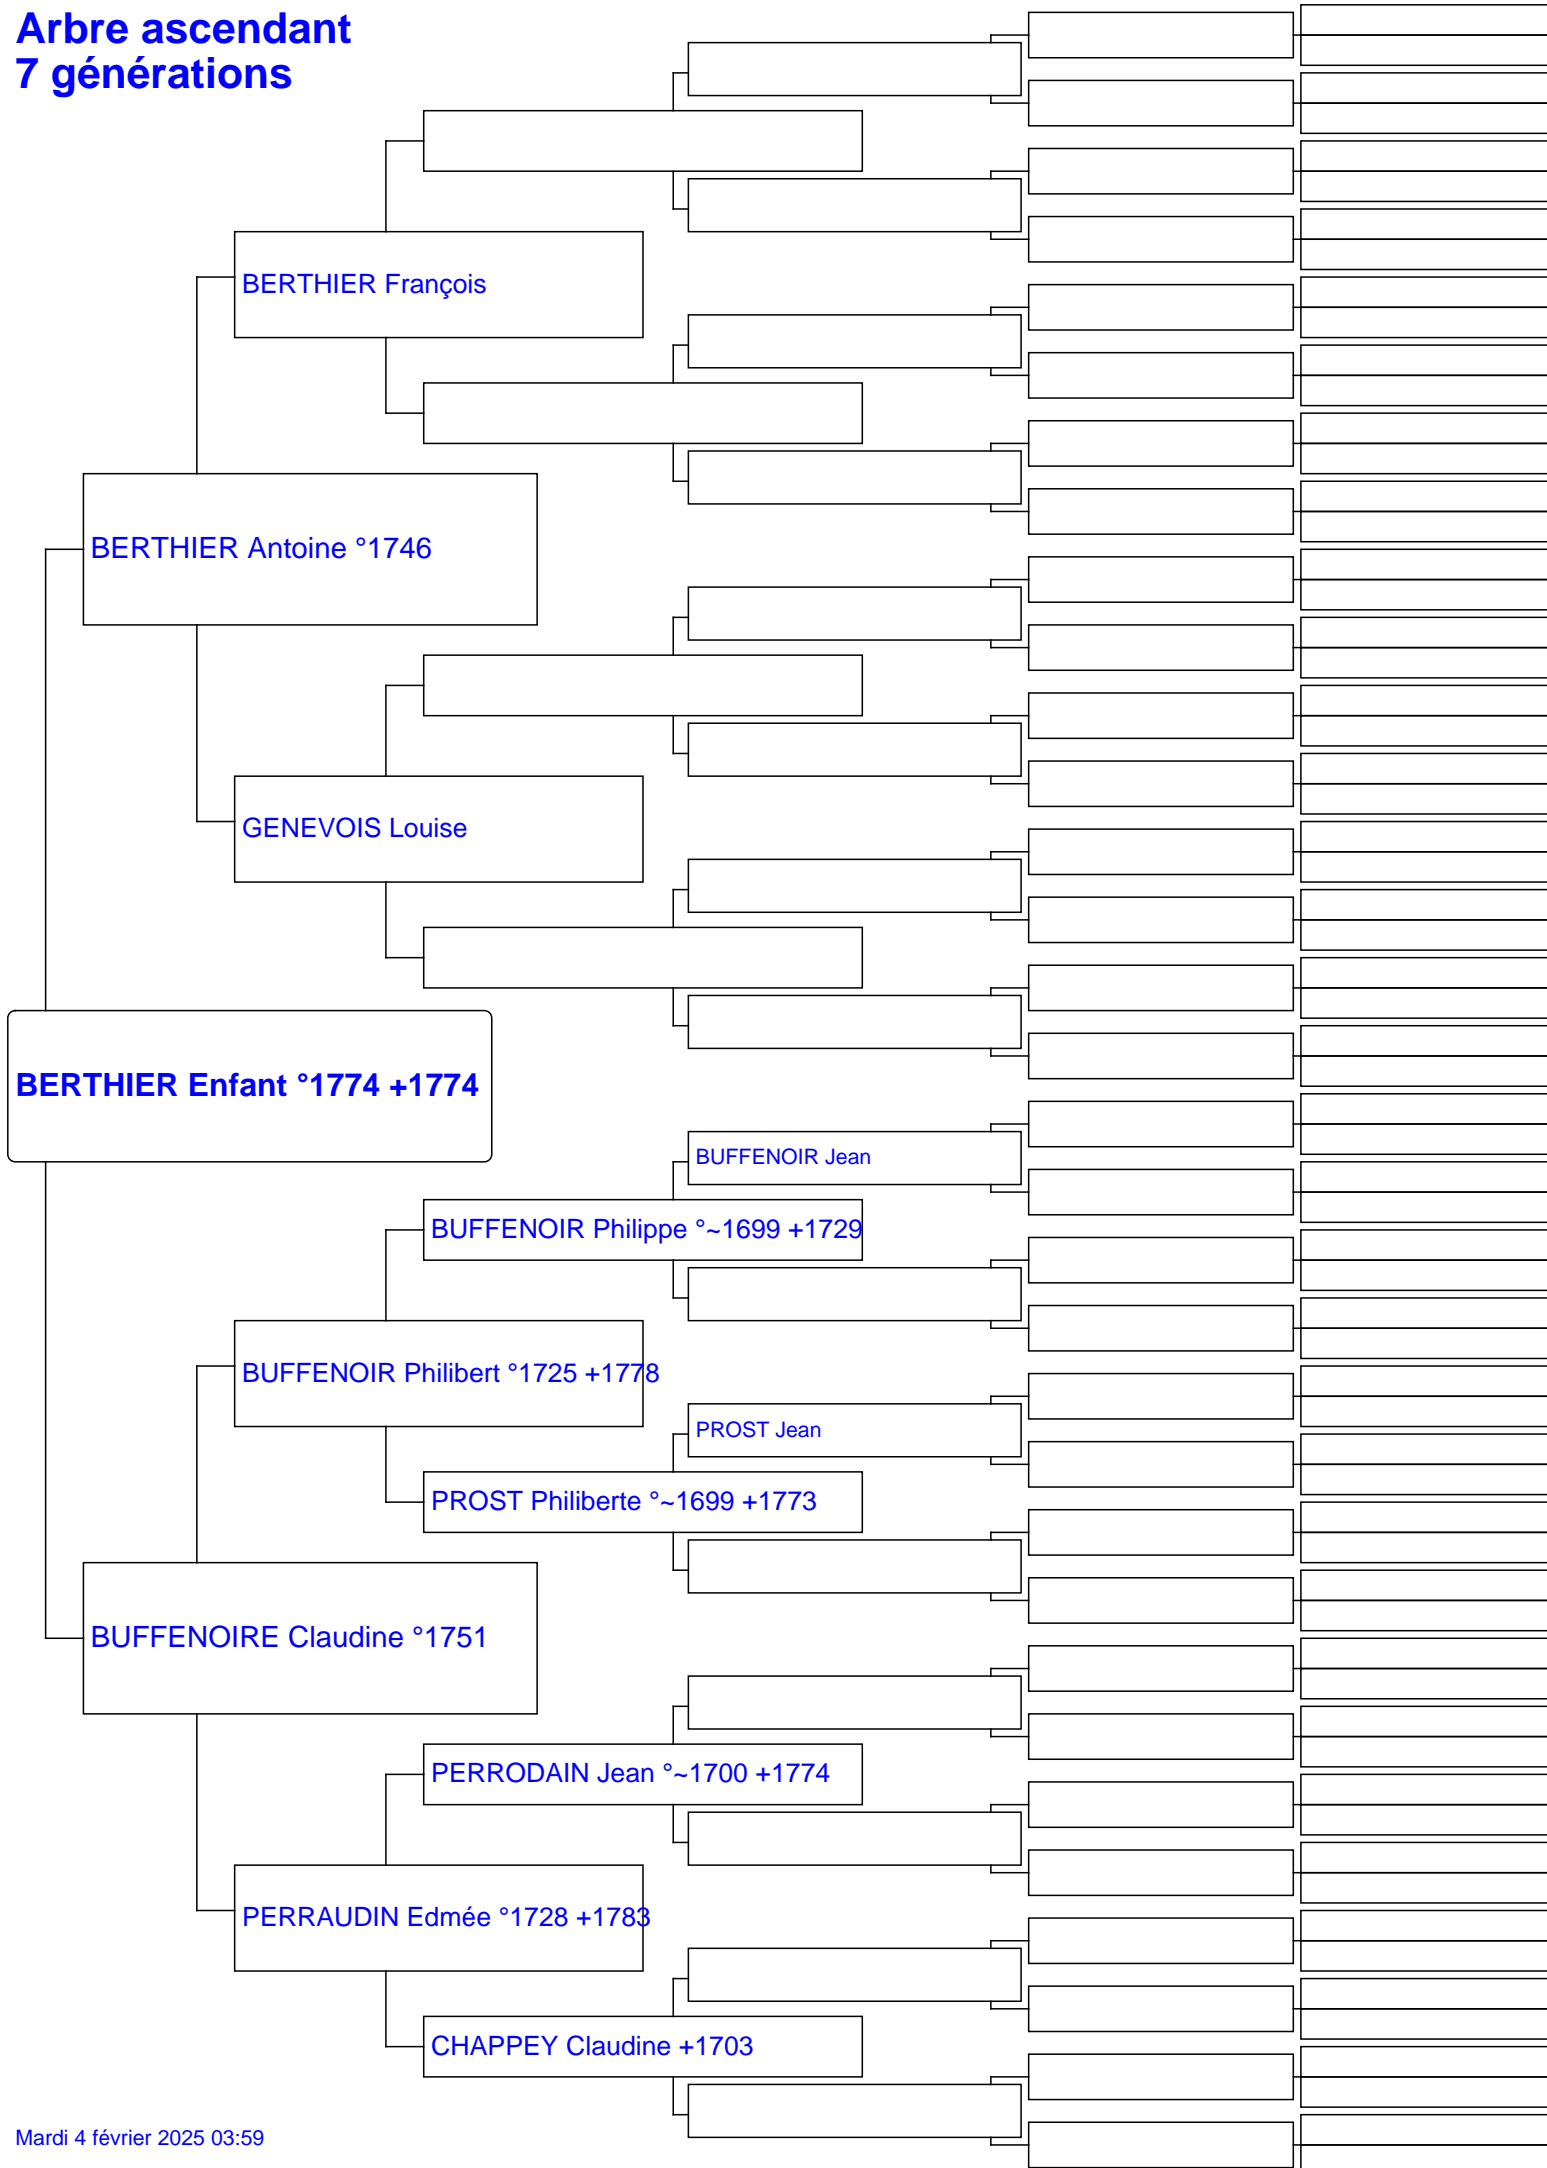 Arbre ascendant
7 générations
BERTHIER François
BERTHIER Antoine °1746
GENEVOIS Louise
BERTHIER Enfant °1774 +1774
BUFFENOIR Jean
BUFFENOIR Philippe °~1699 +1729
BUFFENOIR Philibert °1725 +1778
PROST Jean
PROST Philiberte °~1699 +1773
BUFFENOIRE Claudine °1751
PERRODAIN Jean °~1700 +1774
PERRAUDIN Edmée °1728 +1783
CHAPPEY Claudine +1703
Mardi 4 février 2025 03:59